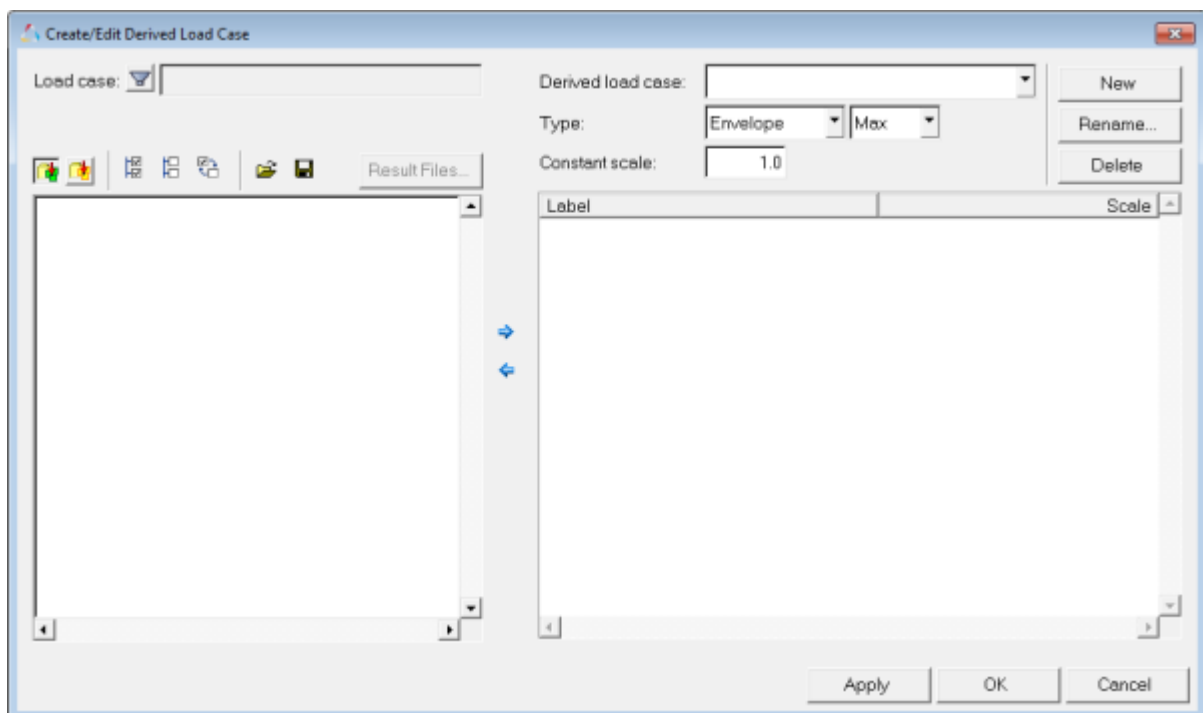 Create/Edit Derived Load Case
Load case:
Derived load case:
New
Type:
Envelope
Max
Rename...
Constant scale:
1.0
Delete
Result Files...
Label
Scale
Apply
OK
Cancel